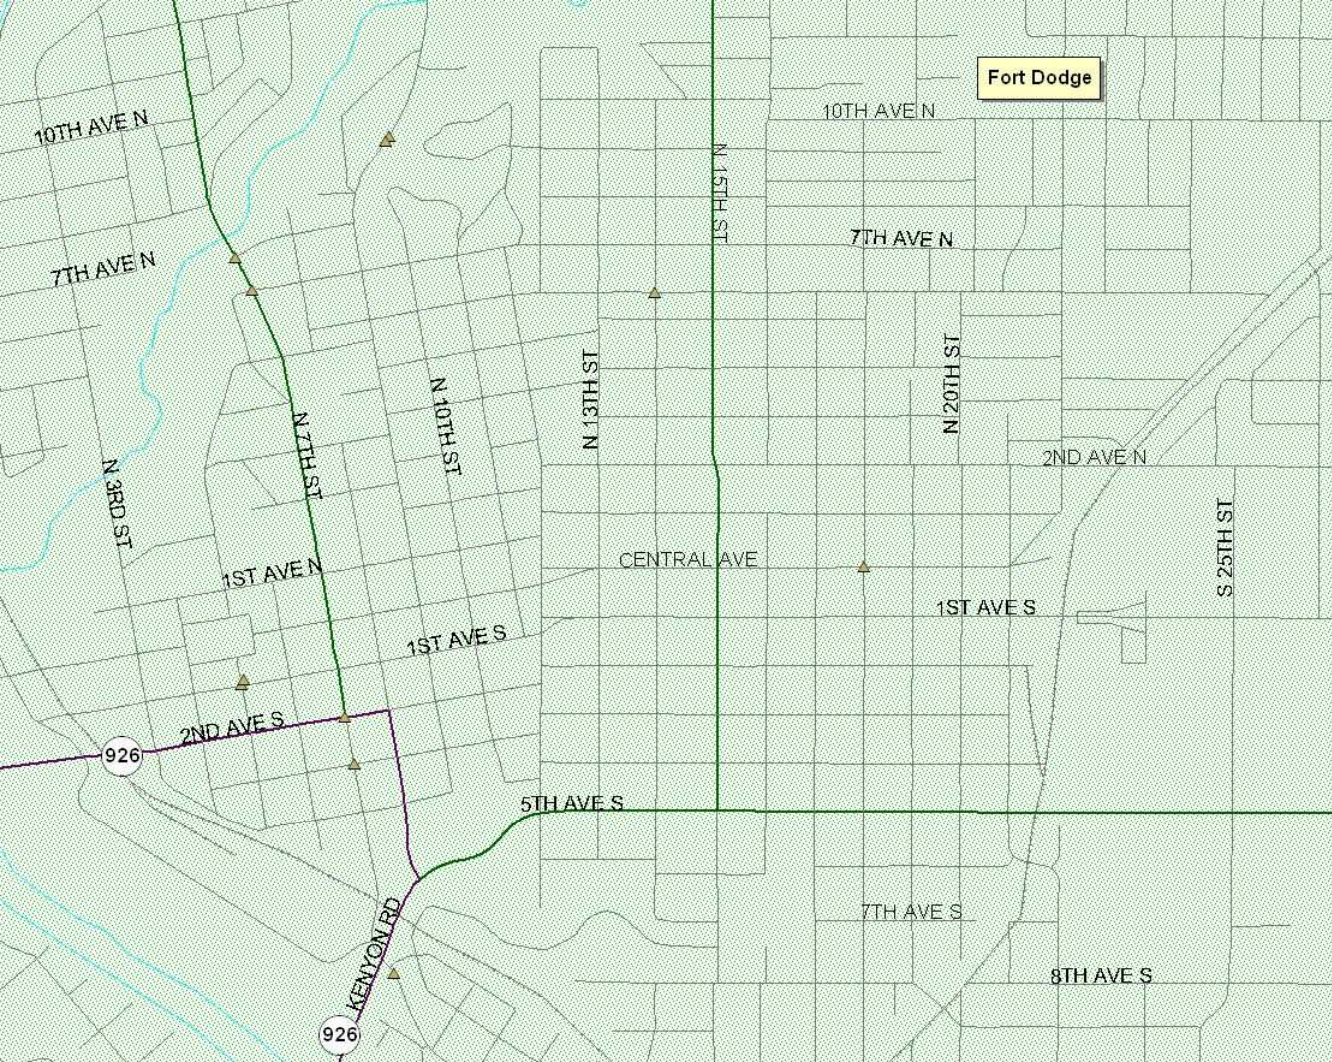 Fort Dodge
10TH AVE N
10TH AVE N
N 15TH ST
7TH AVE N
7TH AVE N
N 13TH ST
N 20TH ST
N 10TH ST
N 7TH ST
N 3RD ST
2ND AVE N
S 25TH ST
CENTRAL AVE
1ST AVE N
1ST AVE S
1ST AVE S
2ND AVE S
926
5TH AVE S
7TH AVE S
KENYON RD
8TH AVE S
926